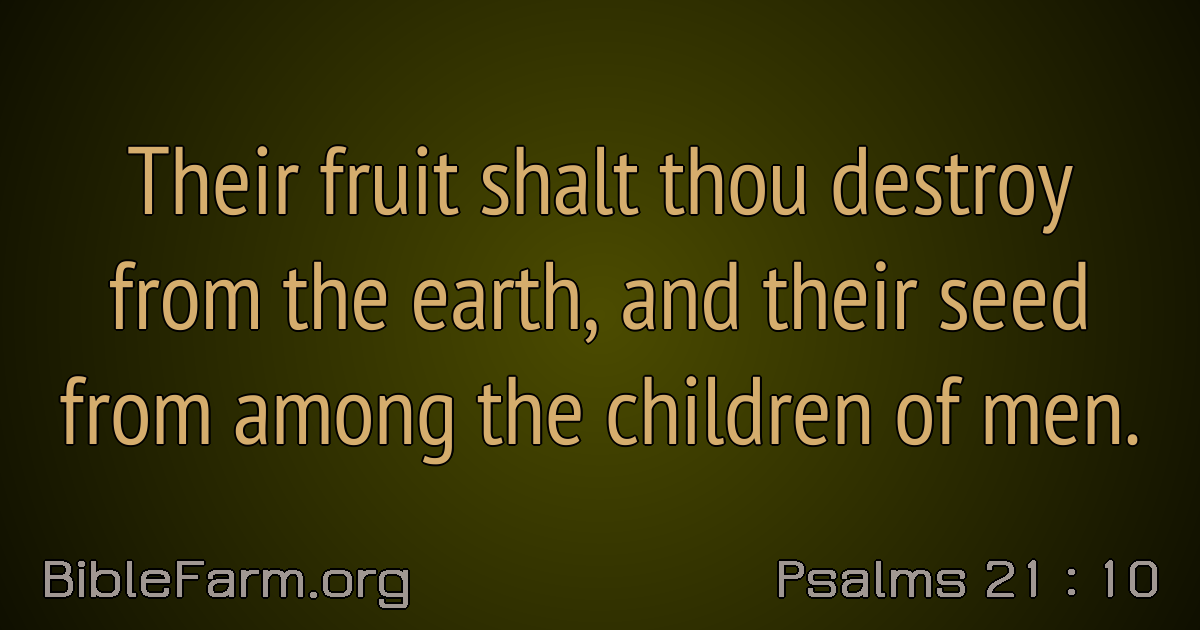 Their fruit shalt thou destroy
from the earth, and their seed
from among the children of men.
BibleFarm.org
Psalms 21 : 10